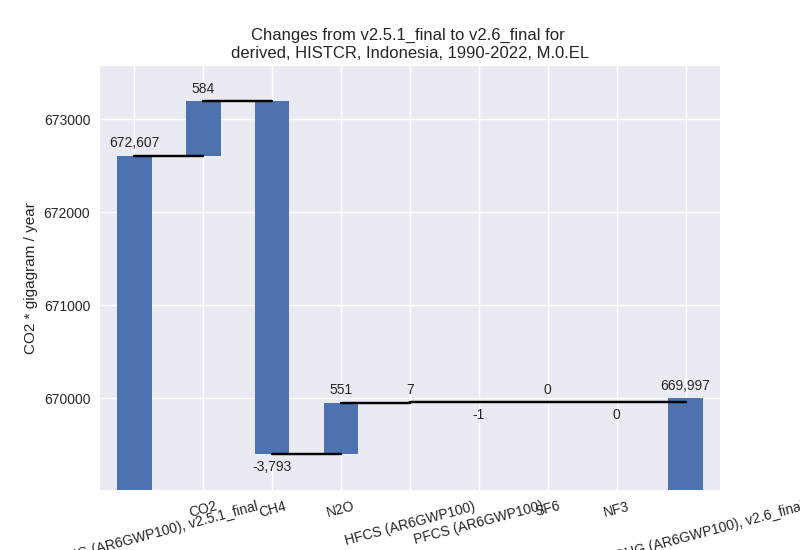 Changes from v2.5.1_final to v2.6_final for
derived, HISTCR, Indonesia, 1990-2022, M.0.EL
CO2 * gigagram / year
673000
672000
671000
670000
672,607
584
-3,793
551
7
-1
0
0
669,997
(AR6GWP100), v2.5.1_final
CO2
CH4
N2O
HFCS (AR6GWP100)
PFCS (AR6GWP100)
SF6
NF3
(AR6GWP100), v2.6_final